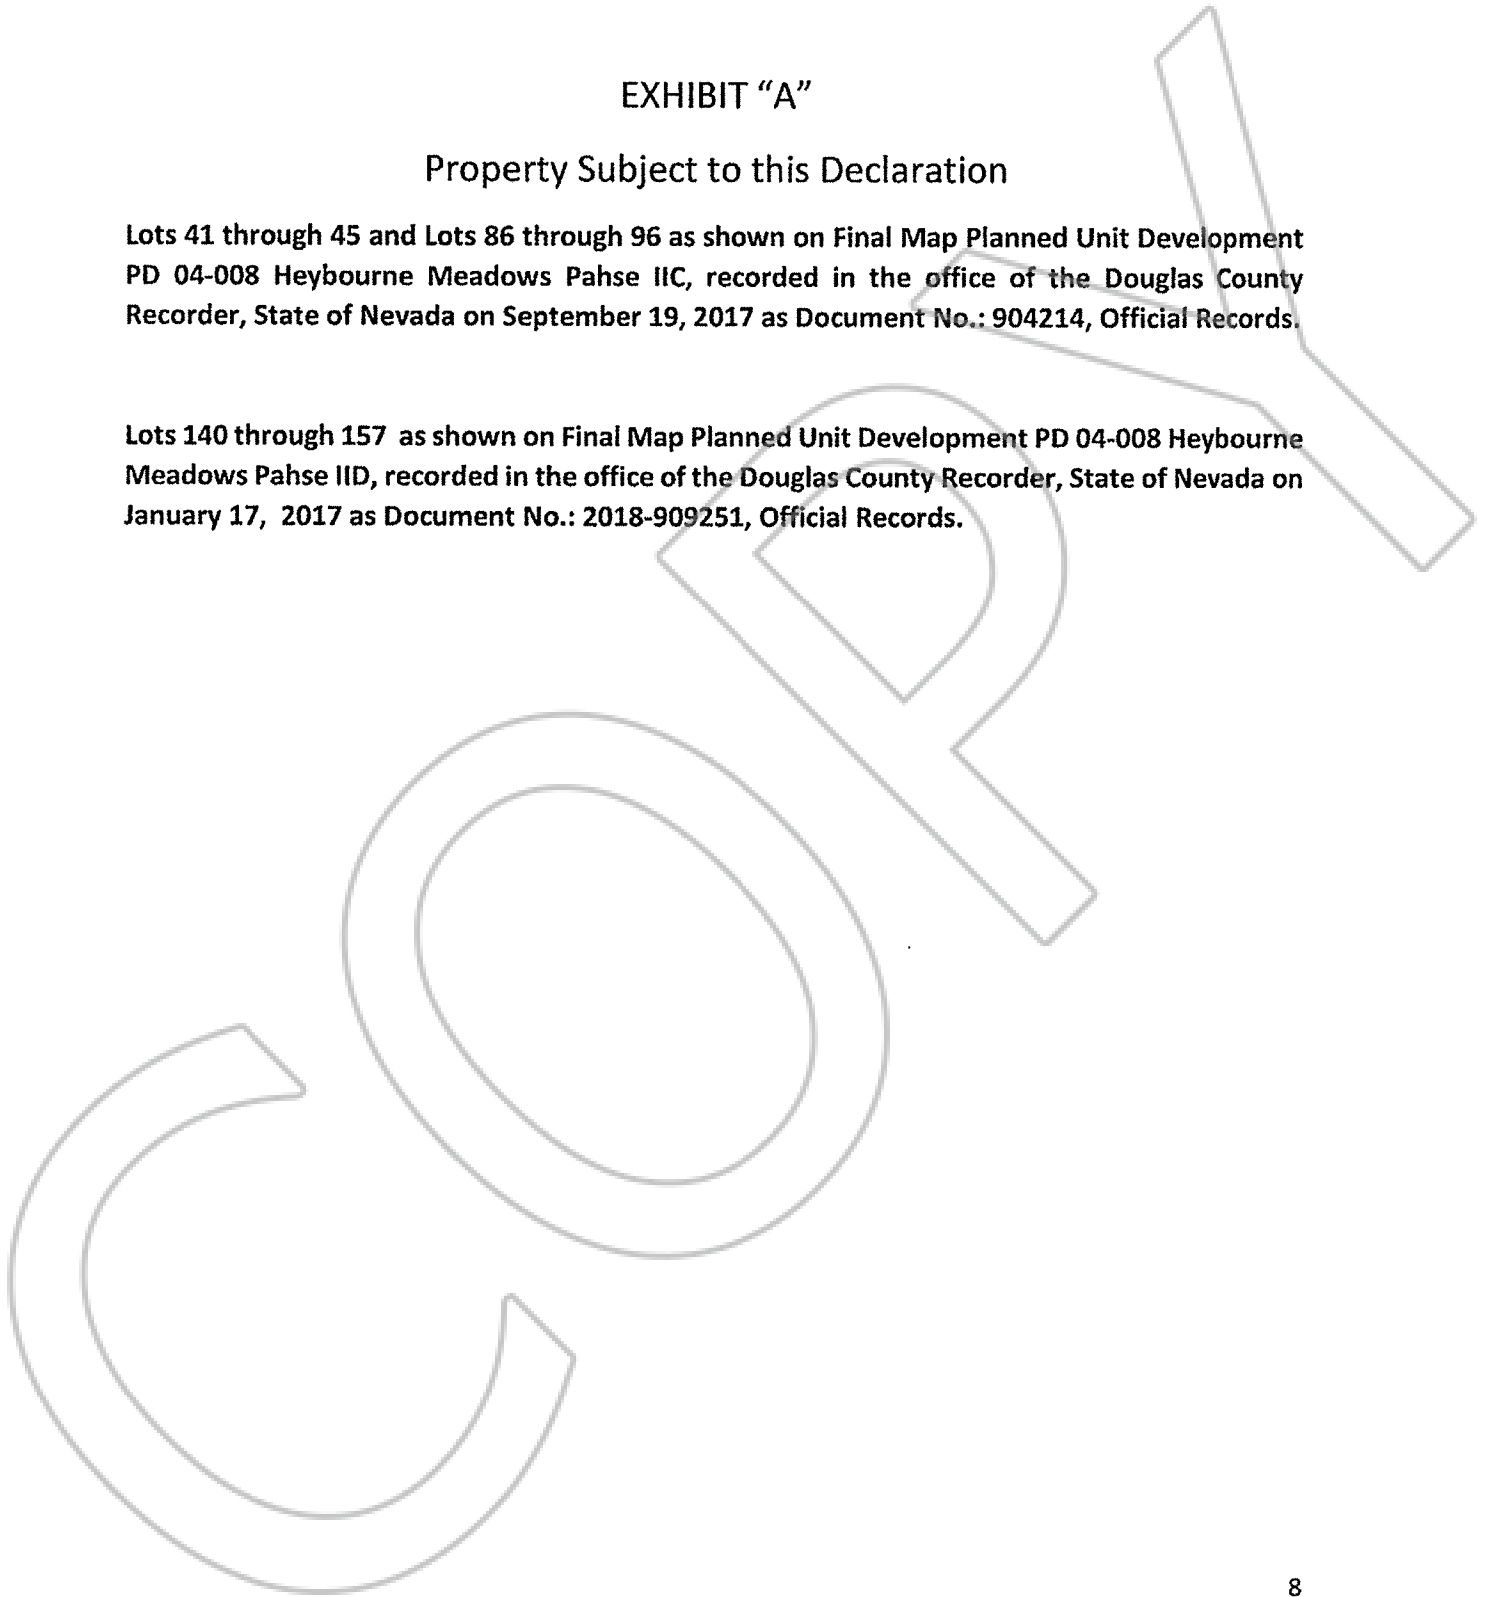 EXHIBIT “A”
Property Subject to this Declaration
Lots 41 through 45 and Lots 86 through 96 as shown on Final Map Planned Unit Development
PD 04-008 Heybourne Meadows Pahse IIC, recorded in the office of the Douglas County
Recorder, State of Nevada on September 19, 2017 as Document No.: 904214, Official Records.
Lots 140 through 157 as shown on Final Map Planned Unit Development PD 04-008 Heybourne
Meadows Pahse IID, recorded in the office of the Douglas County Recorder, State of Nevada on
January 17, 2017 as Document No.: 2018-909251, Official Records.
COPY
8